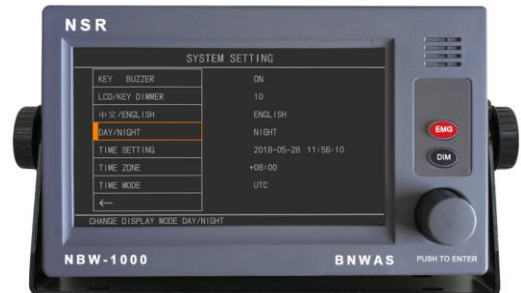 NSR
SYSTEM SETTING
KEY BUZZER ON
LCD/KEY DIMMER 10
中文/ENGLISH ENGLISH
DAY/NIGHT NIGHT
TIME SETTING 2018-05-28 11:56:10
TIME ZONE +08:00
TIME MODE UTC
←
CHANGE DISPLAY MODE DAY/NIGHT
EMG
DIM
NBW-1000
BNWAS
PUSH TO ENTER